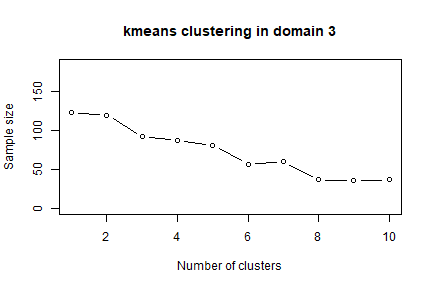 kmeans clustering in domain 3
Sample size
150
100
50
0
2 4 6 8 10
Number of clusters